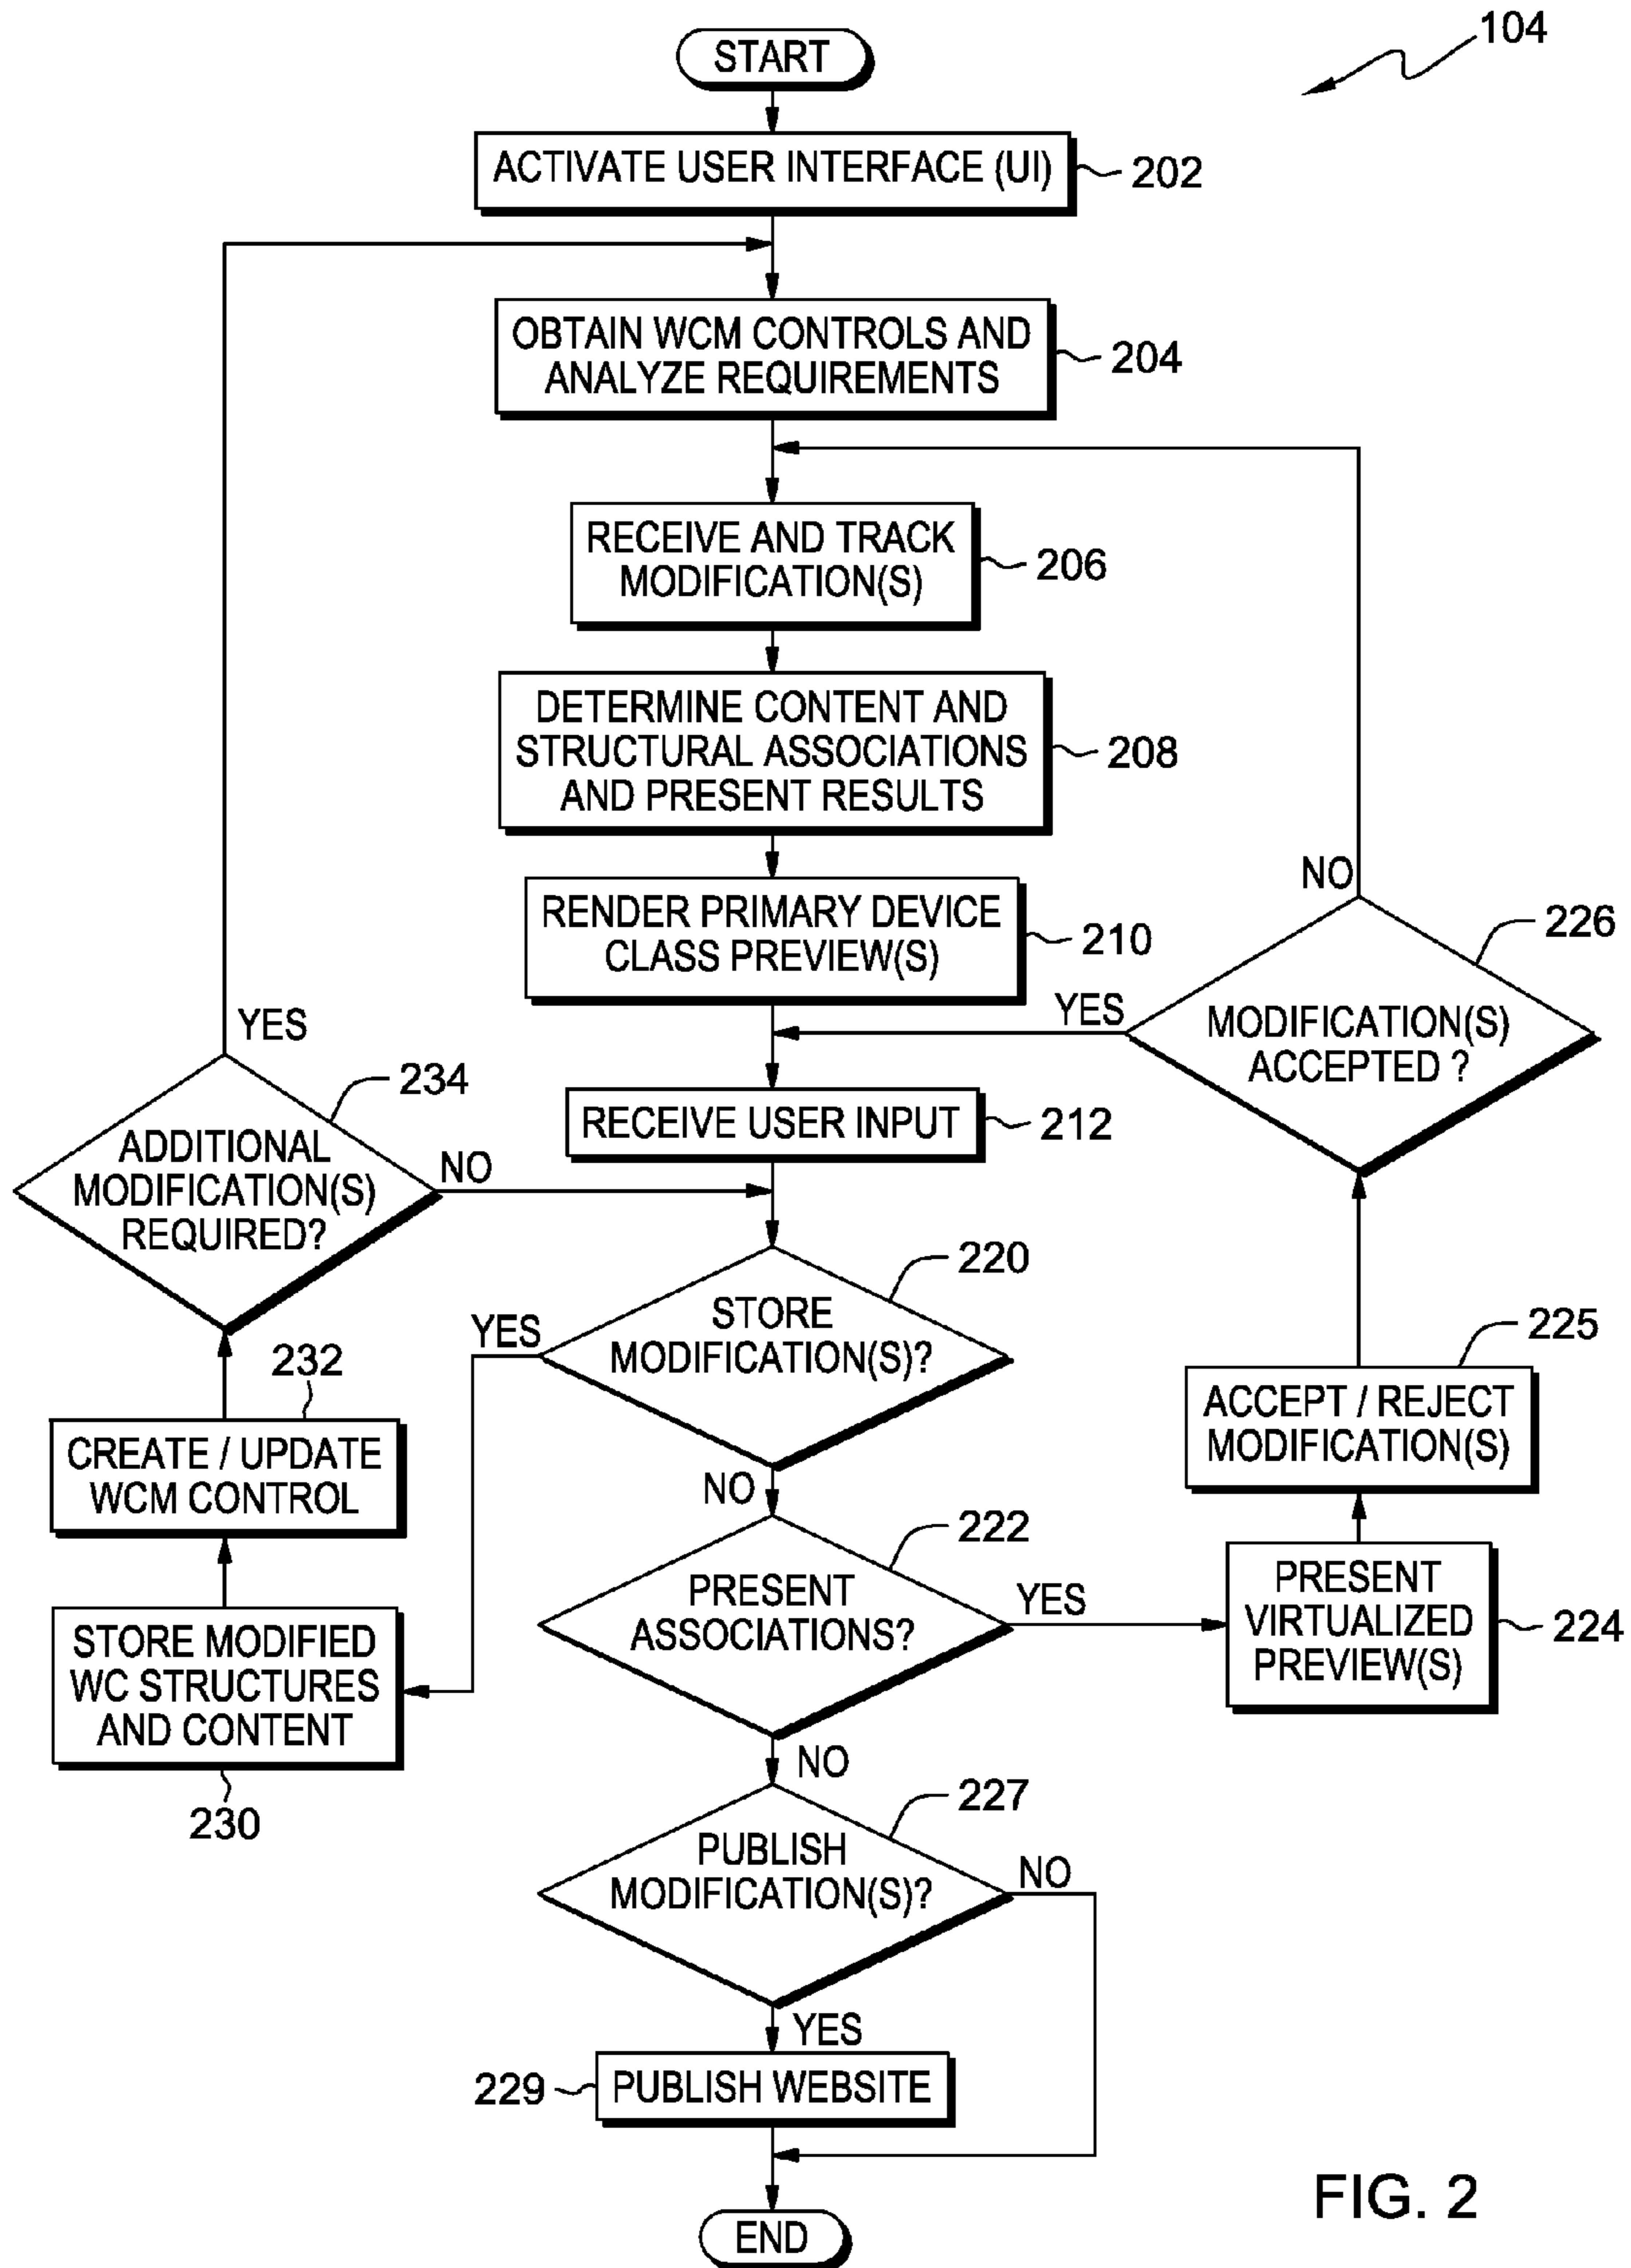 104
START
ACTIVATE USER INTERFACE (UI)
202
OBTAIN WCM CONTROLS AND
ANALYZE REQUIREMENTS
204
RECEIVE AND TRACK
MODIFICATION(S)
206
DETERMINE CONTENT AND
STRUCTURAL ASSOCIATIONS
AND PRESENT RESULTS
208
RENDER PRIMARY DEVICE
CLASS PREVIEW(S)
210
NO
226
YES
MODIFICATION(S)
ACCEPTED ?
YES
234
ADDITIONAL
MODIFICATION(S)
REQUIRED?
NO
RECEIVE USER INPUT
212
220
STORE
MODIFICATION(S)?
YES
NO
225
ACCEPT / REJECT
MODIFICATION(S)
232
CREATE / UPDATE
WCM CONTROL
222
PRESENT
ASSOCIATIONS?
YES
PRESENT
VIRTUALIZED
PREVIEW(S)
224
STORE MODIFIED
WC STRUCTURES
AND CONTENT
230
NO
227
PUBLISH
MODIFICATION(S)?
NO
YES
229
PUBLISH WEBSITE
END
FIG. 2